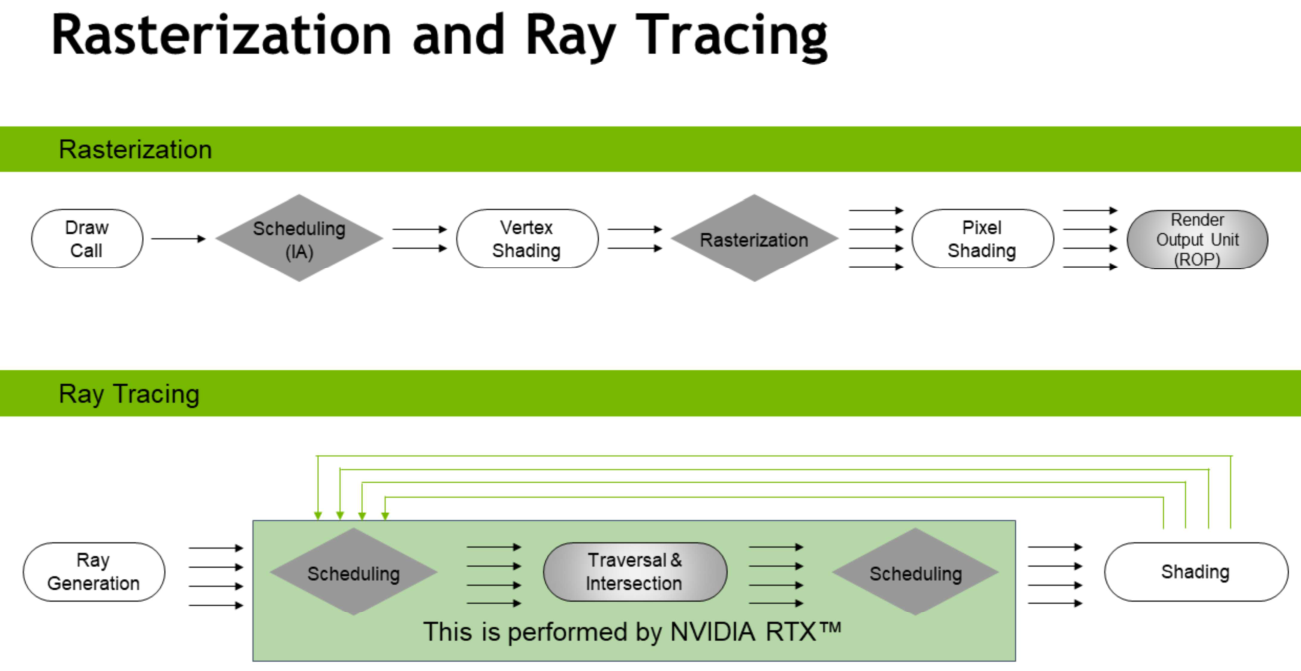 Rasterization and Ray Tracing
Rasterization
Draw
Call
Scheduling
(IA)
Vertex
Shading
Rasterization
Pixel
Shading
Render
Output Unit
(ROP)
Ray Tracing
Ray
Generation
Scheduling
Traversal &
Intersection
Scheduling
Shading
This is performed by NVIDIA RTX™